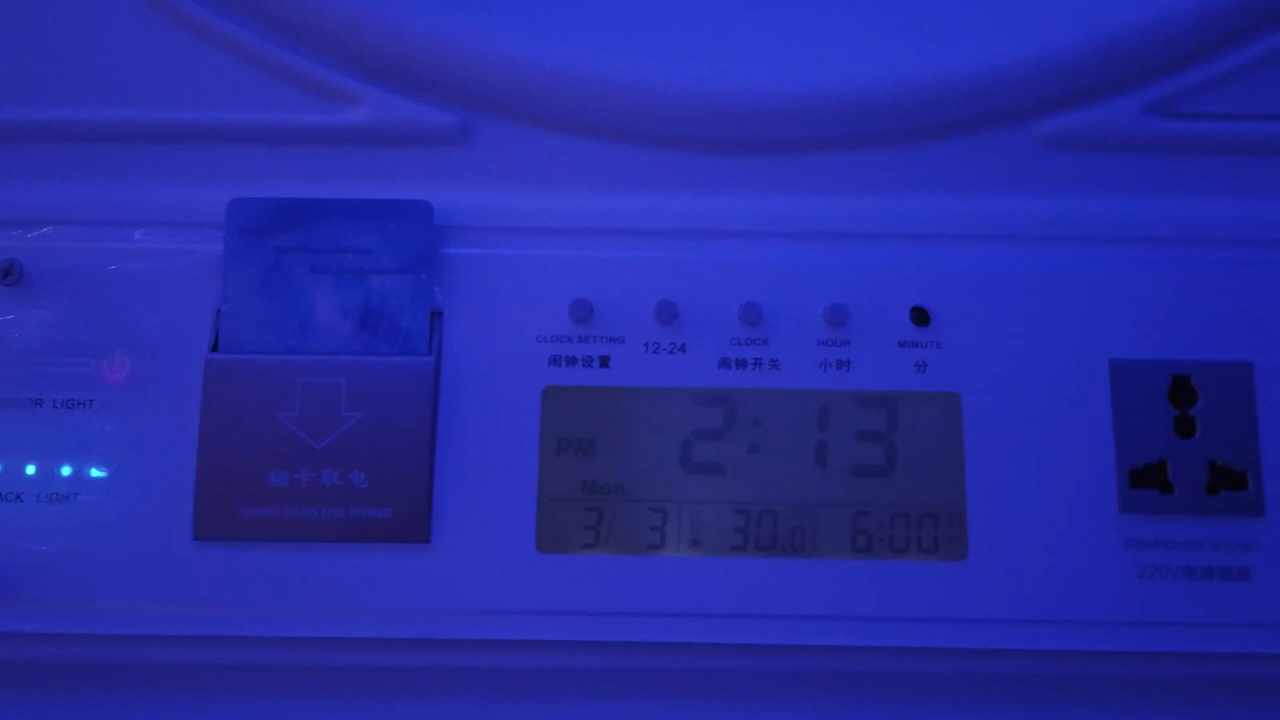 CLOCK SETTING
闹钟设置
12-24
CLOCK
闹钟开关
HOUR
小时
MINUTE
分
LIGHT
LIGHT
插卡取电
PM
2:13
Mon.
3/ 3
30.0
6:00
220V电源插座